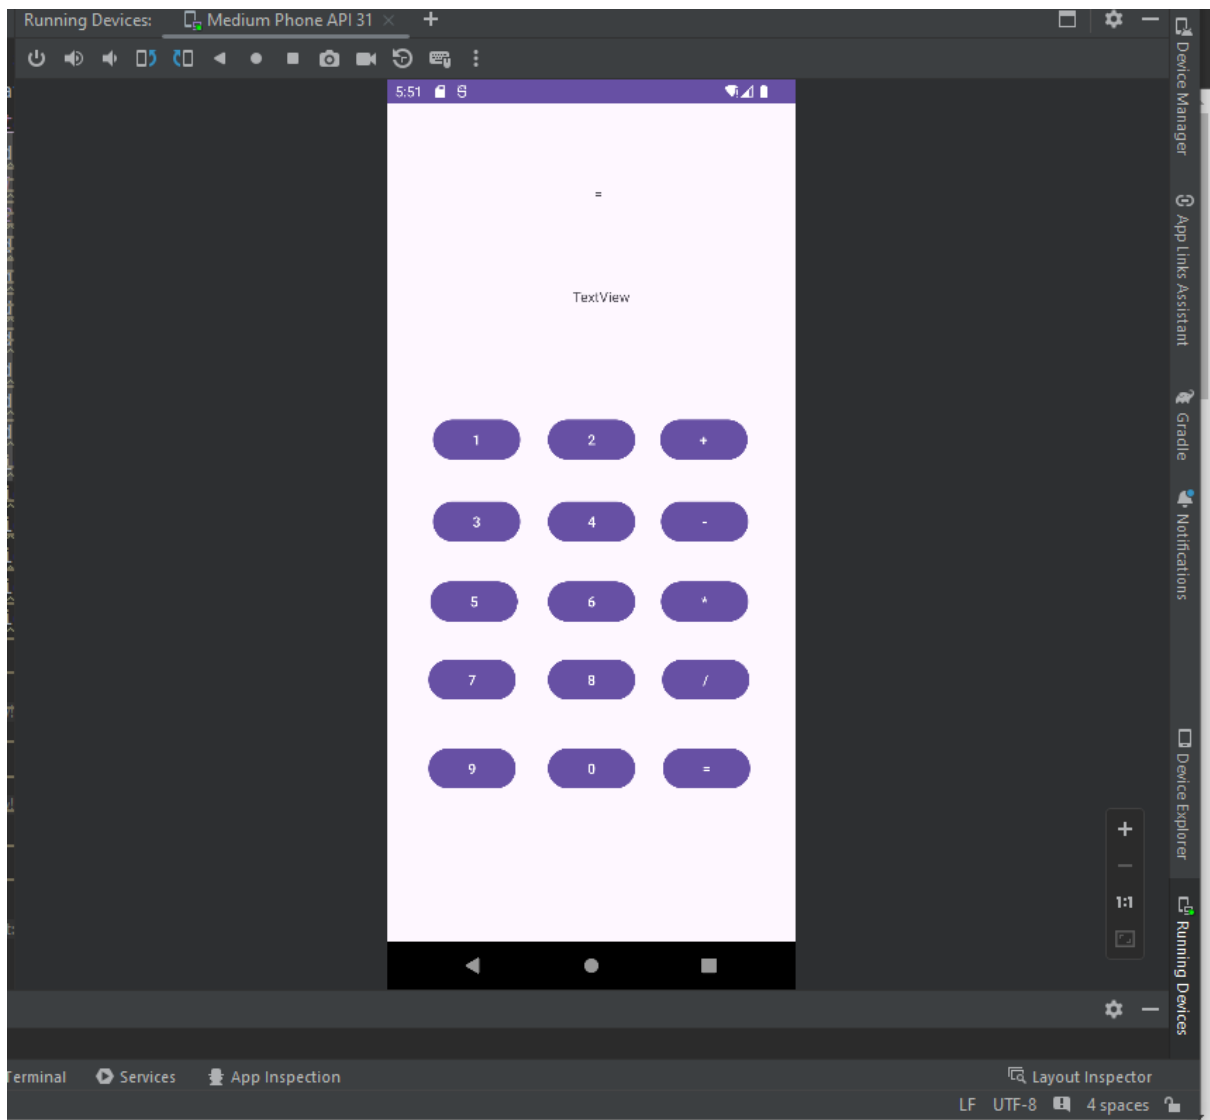 Running Devices: Medium Phone API 31
5:51
=
TextView
1 2 +
3 4 -
5 6 *
7 8 /
9 0 =
1:1
Device Manager
App Links Assistant
Gradle
Notifications
Device Explorer
Running Devices
Terminal Services App Inspection Layout Inspector
LF UTF-8 4 spaces